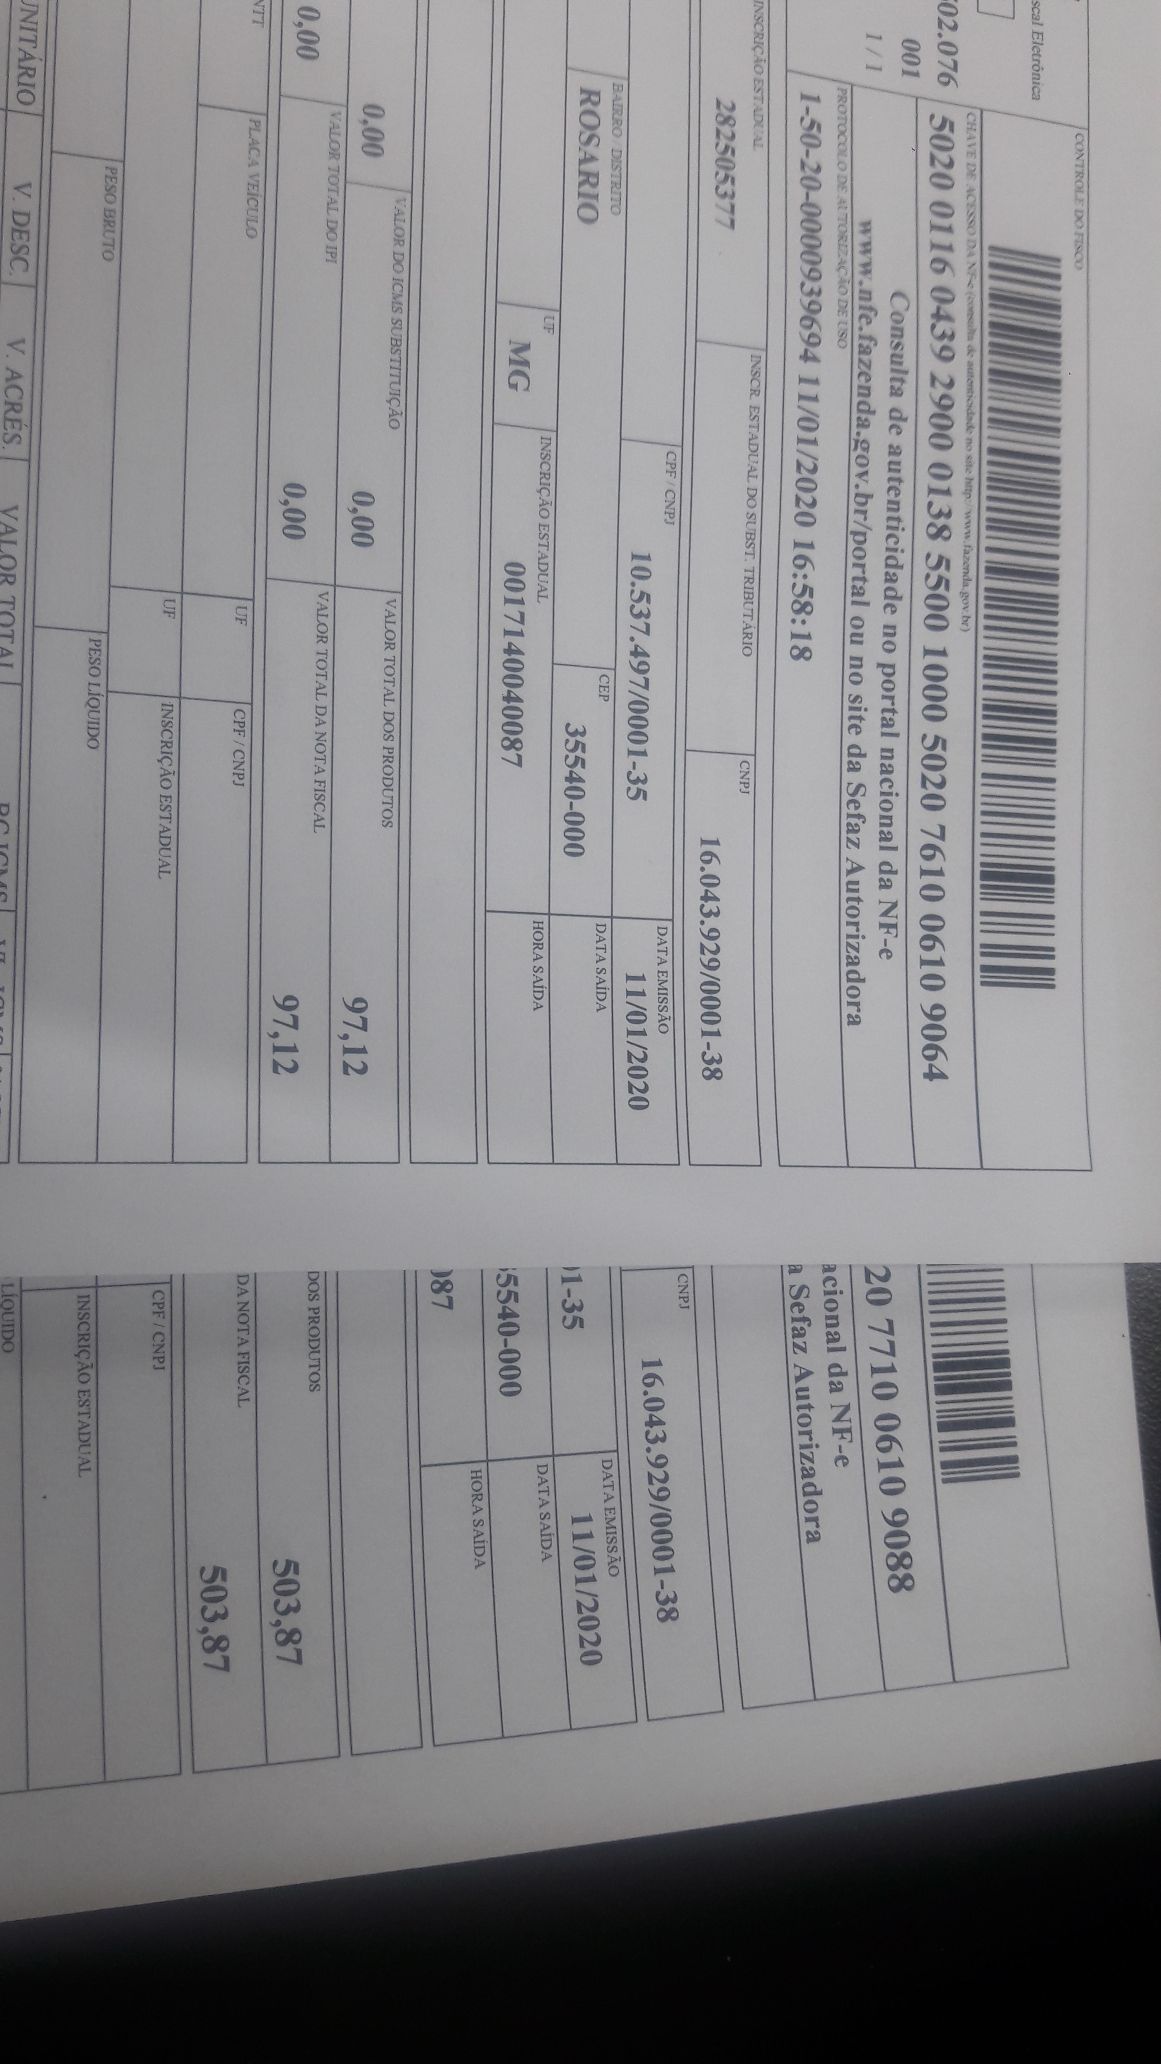 scal Eletrônica
02.076
001
1 / 1
CONTROLE DO FISCO
CHAVE DE ACESSO DA NF-e (consulta de autenticidade no site http://www.fazenda.gov.br)
5020 0116 0439 2900 0138 5500 1000 5020 7610 0610 9064
Consulta de autenticidade no portal nacional da NF-e
www.nfe.fazenda.gov.br/portal ou no site da Sefaz Autorizadora
PROTOCOLO DE AUTORIZAÇÃO DE USO
1-50-20-0000939694 11/01/2020 16:58:18
INSCRIÇÃO ESTADUAL
282505377
INSCR. ESTADUAL DO SUBST. TRIBUTÁRIO
CNPJ
16.043.929/0001-38
CPF / CNPJ
10.537.497/0001-35
DATA EMISSÃO
11/01/2020
BAIRRO / DISTRITO
ROSARIO
CEP
35540-000
DATA SAÍDA
UF
MG
INSCRIÇÃO ESTADUAL
0017140040087
HORA SAÍDA
0,00
VALOR DO ICMS SUBSTITUIÇÃO
0,00
VALOR TOTAL DOS PRODUTOS
97,12
0,00
VALOR TOTAL DO IPI
0,00
VALOR TOTAL DA NOTA FISCAL
97,12
NTT
PLACA VEÍCULO
UF
CPF / CNPJ
UF
INSCRIÇÃO ESTADUAL
PESO BRUTO
PESO LÍQUIDO
UNITÁRIO
V. DESC.
V. ACRÉS.
VALOR TOTAL
BC ICMS
20 7710 0610 9088
acional da NF-e
a Sefaz Autorizadora
CNPJ
16.043.929/0001-38
01-35
DATA EMISSÃO
11/01/2020
5540-000
DATA SAÍDA
087
HORA SAÍDA
DOS PRODUTOS
503,87
DA NOTA FISCAL
503,87
CPF / CNPJ
INSCRIÇÃO ESTADUAL
LÍQUIDO